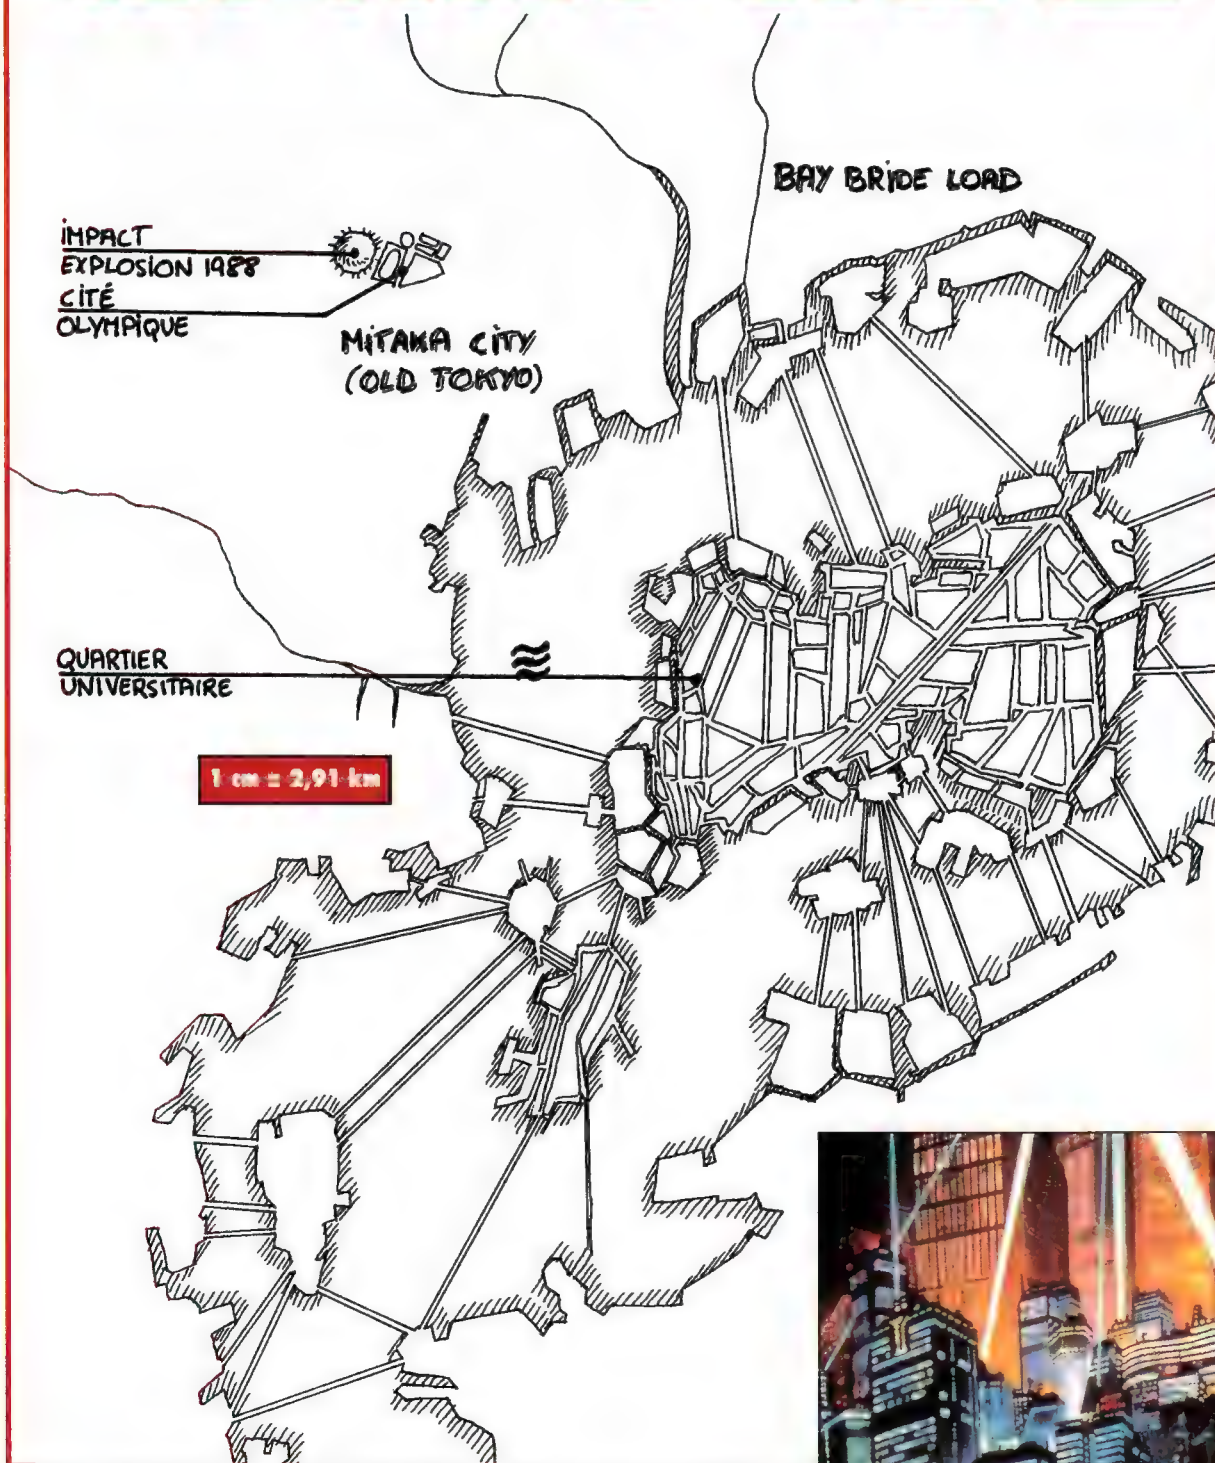 BAY BRIDE LOAD
IMPACT
EXPLOSION 1988
CITÉ
OLYMPIQUE
MITAKA CITY
(OLD TOKYO)
QUARTIER
UNIVERSITAIRE
1 cm = 2,91 km